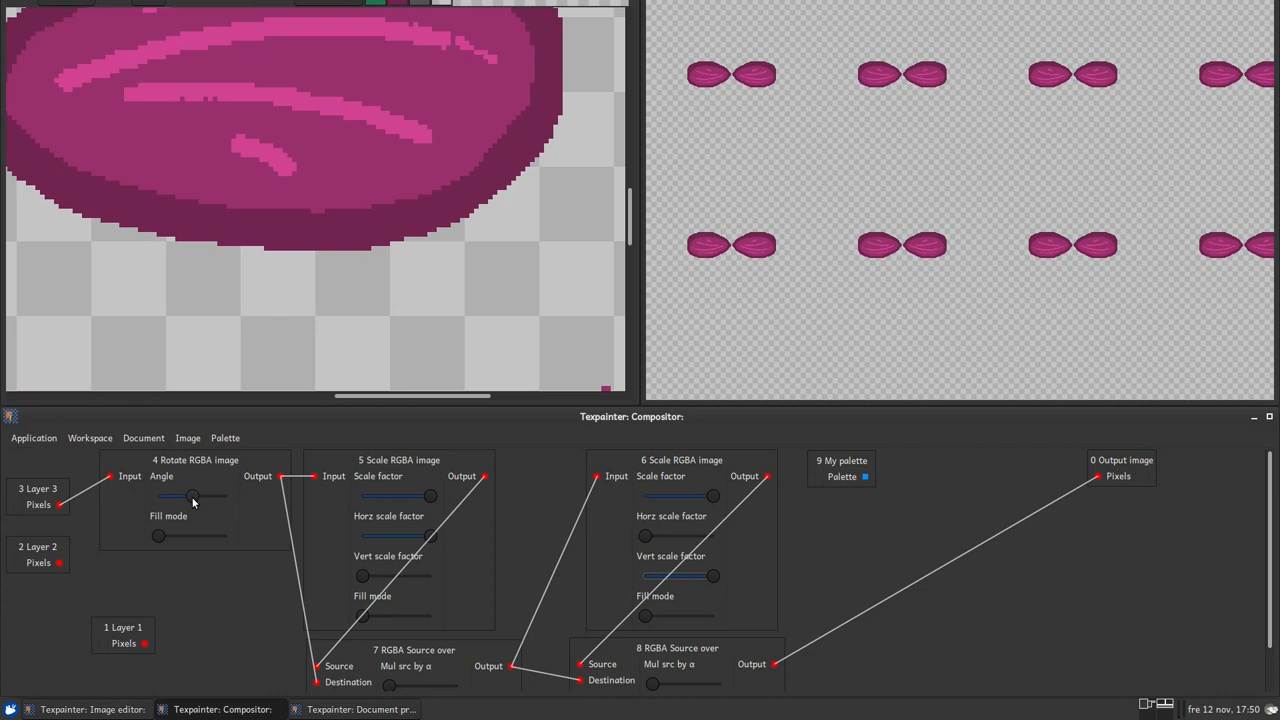 Texpainter: Compositor:
Application Workspace Document Image Palette
4 Rotate RGBA image
Input Angle Output
Fill mode
5 Scale RGBA image
Input Scale factor Output
Horz scale factor
Vert scale factor
Fill mode
6 Scale RGBA image
Input Scale factor Output
Horz scale factor
Vert scale factor
Fill mode
9 My palette
Palette
0 Output image
Pixels
3 Layer 3
Pixels
2 Layer 2
Pixels
1 Layer 1
Pixels
7 RGBA Source over
Source Mul src by α Output
Destination
8 RGBA Source over
Source Mul src by α Output
Destination
Texpainter: Image editor: Texpainter: Compositor: Texpainter: Document pr... fre 12 nov, 17:50